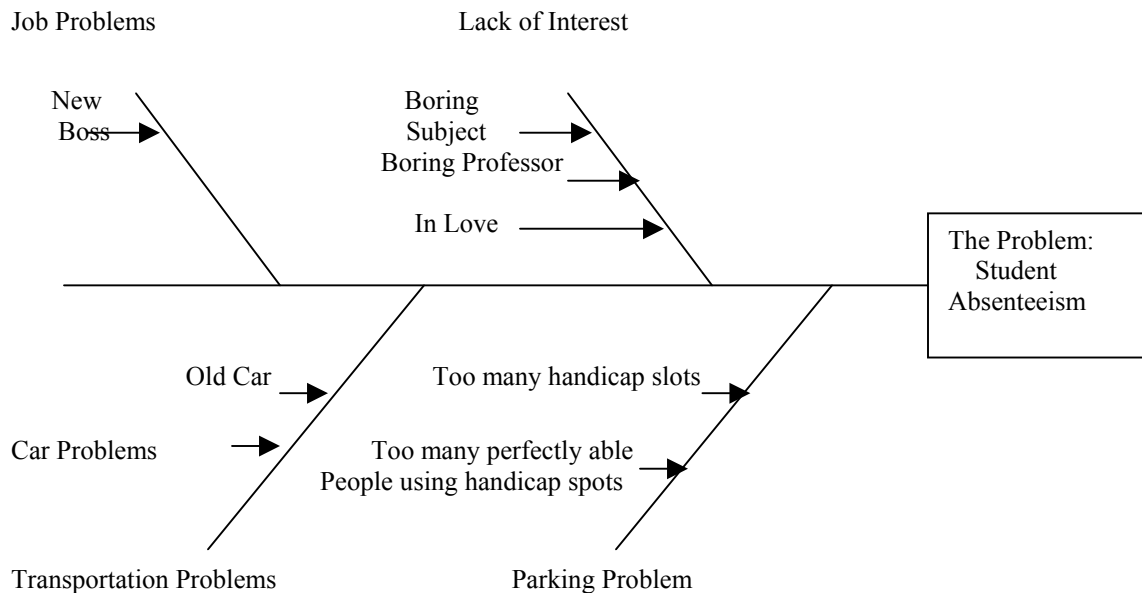 Job Problems
Lack of Interest
New
Boss
Boring
Subject
Boring Professor
In Love
The Problem:
Student
Absenteeism
Old Car
Too many handicap slots
Car Problems
Too many perfectly able
People using handicap spots
Transportation Problems
Parking Problem